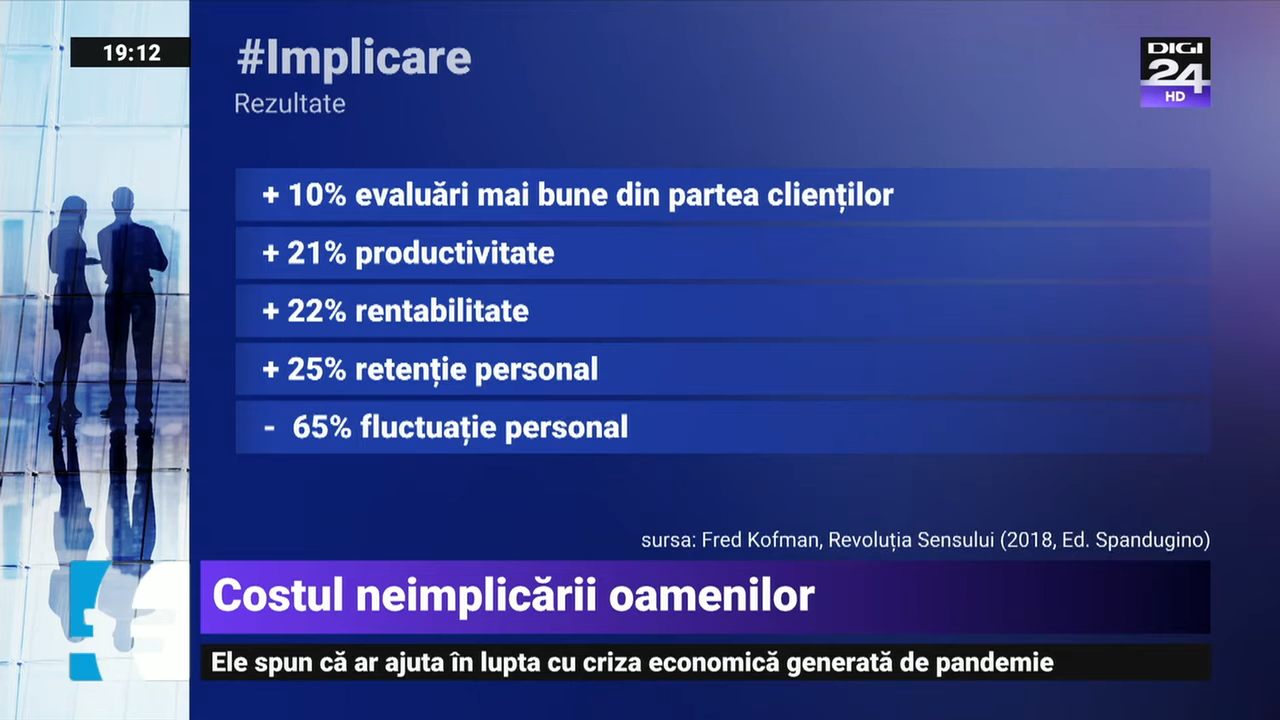 19:12
#Implicare
Rezultate
DIGI
24
HD
+ 10% evaluări mai bune din partea clienților
+ 21% productivitate
+ 22% rentabilitate
+ 25% retenție personal
- 65% fluctuație personal
sursa: Fred Kofman, Revoluția Sensului (2018, Ed. Spandugino)
Costul neimplicării oamenilor
Ele spun că ar ajuta în lupta cu criza economică generată de pandemie